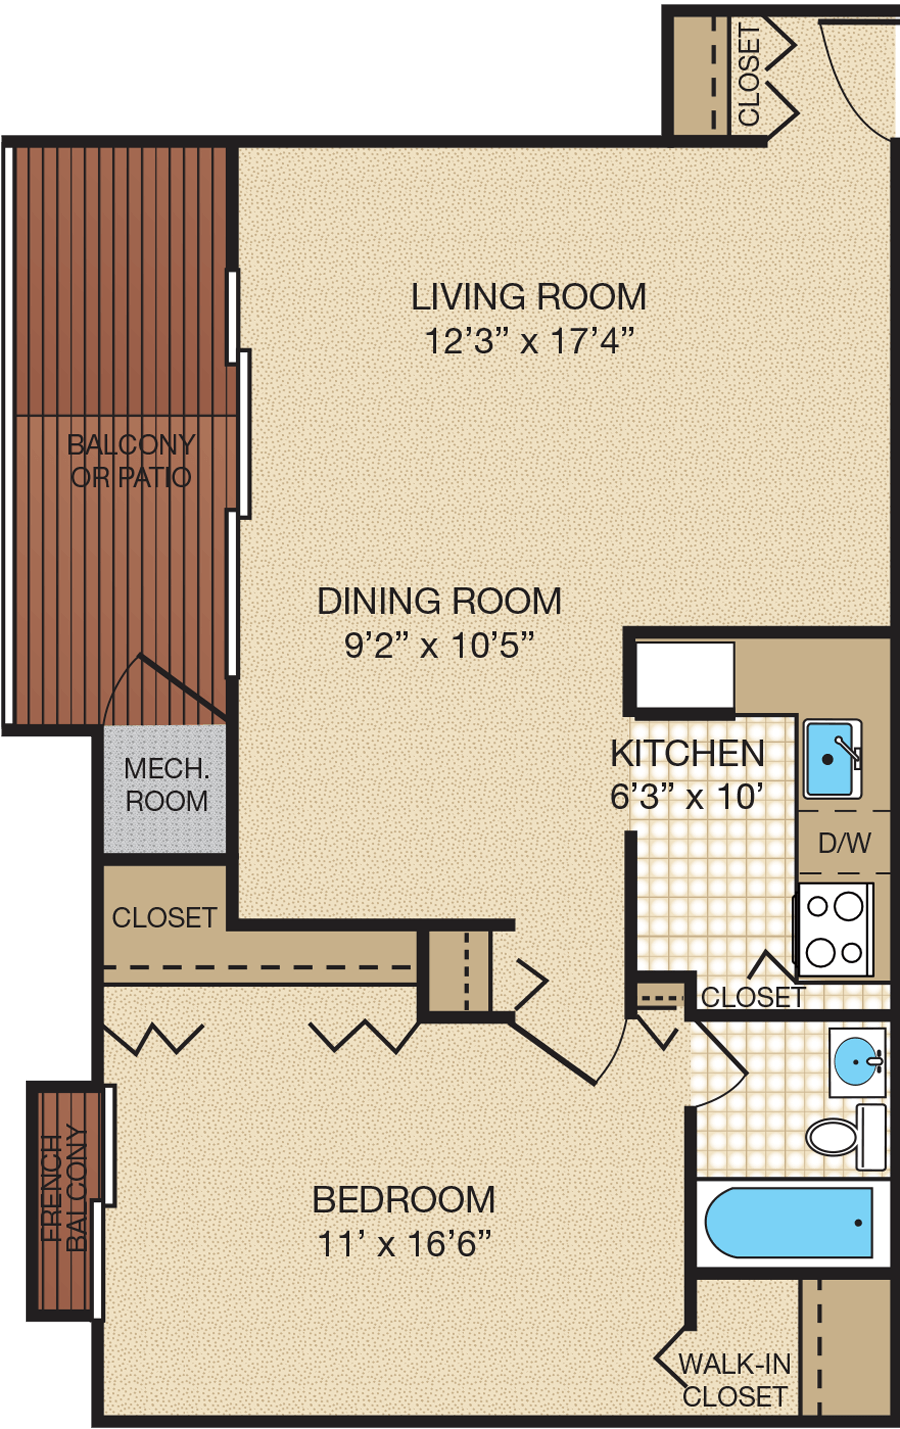 CLOSET
LIVING ROOM
12’3” x 17’4”
BALCONY
OR PATIO
DINING ROOM
9’2” x 10’5”
KITCHEN
6’3” x 10’
MECH.
ROOM
D/W
CLOSET
CLOSET
FRENCH
BALCONY
BEDROOM
11’ x 16’6”
WALK-IN
CLOSET